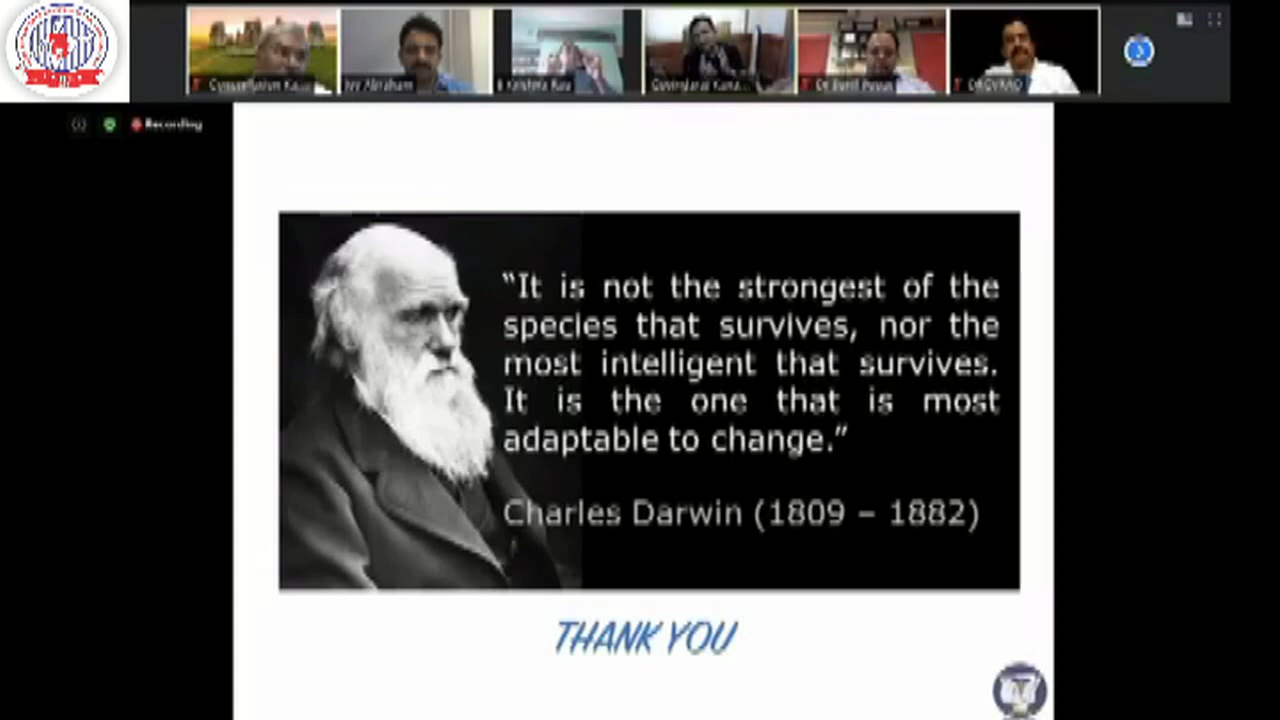 Abraham
Recording
“It is not the strongest of the
species that survives, nor the
most intelligent that survives.
It is the one that is most
adaptable to change.”
Charles Darwin (1809 – 1882)
THANK YOU